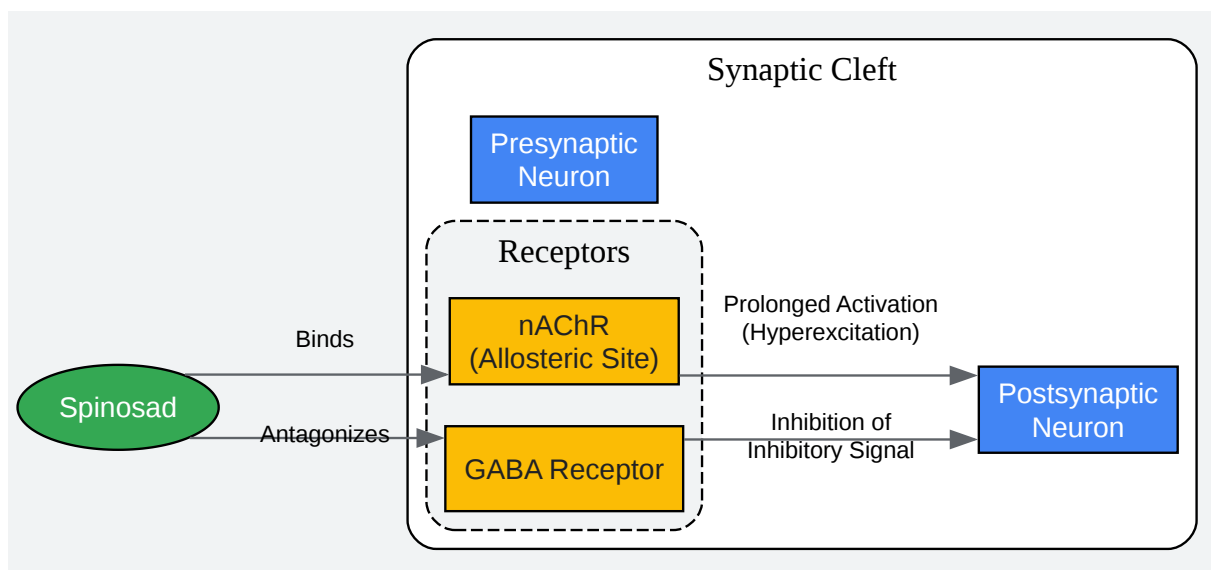 Synaptic Cleft
Presynaptic
Neuron
Receptors
nAChR
(Allosteric Site)
Prolonged Activation
(Hyperexcitation)
Binds
Spinosad
Antagonizes
GABA Receptor
Inhibition of
Inhibitory Signal
Postsynaptic
Neuron